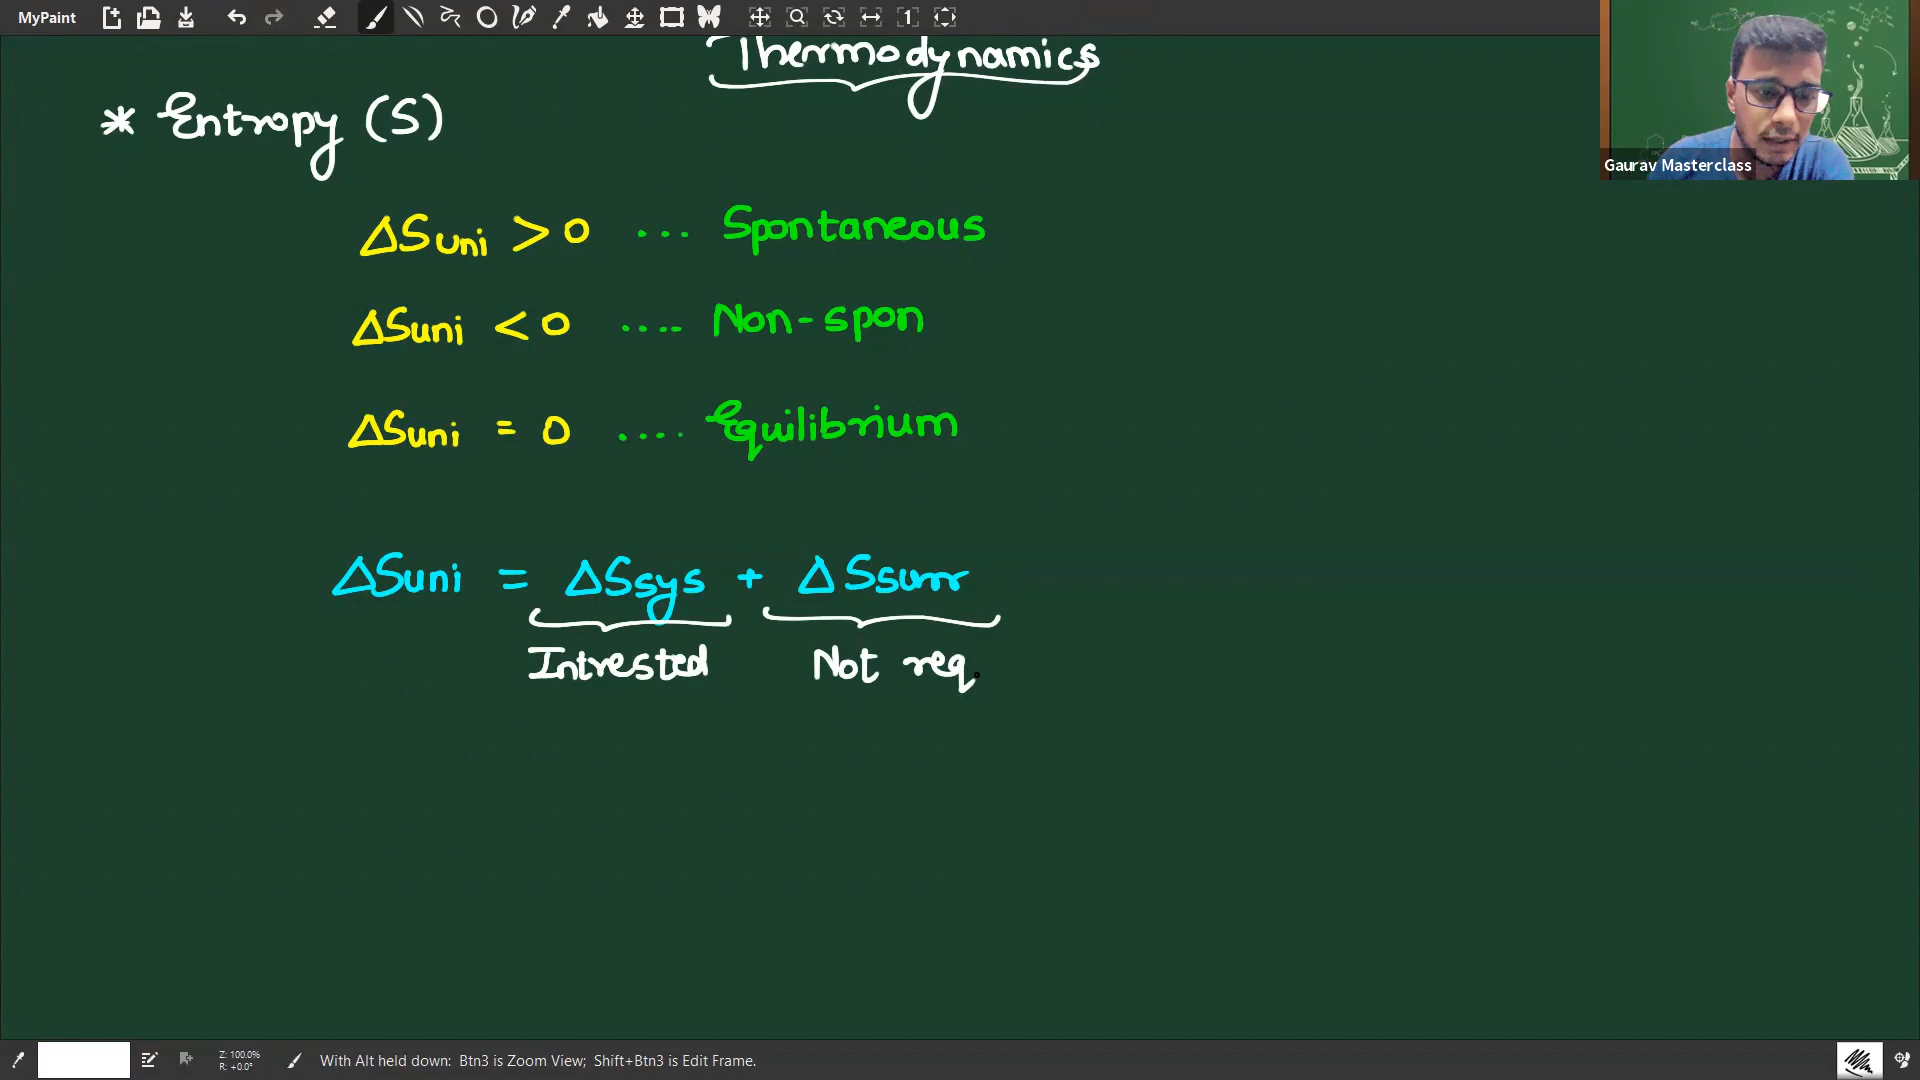 MyPaint
Thermodynamics
* Entropy (S)
Gaurav Masterclass
ΔSuni > 0 ... Spontaneous
ΔSuni < 0 .... Non-spon
ΔSuni = 0 .... Equilibrium
ΔSuni = ΔSsys + ΔSsurr
Intrested Not req.
Z: 100.0%
R: +0.0°
With Alt held down: Btn3 is Zoom View; Shift+Btn3 is Edit Frame.